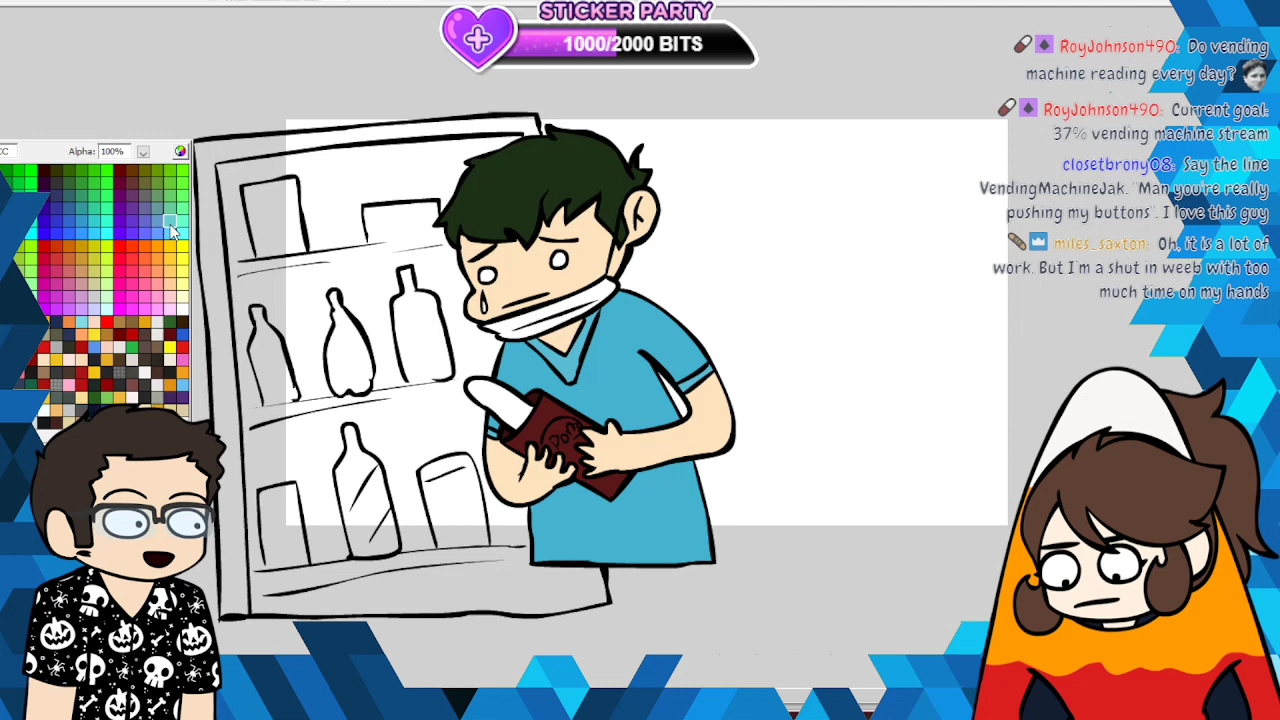 STICKER PARTY
1000/2000 BITS
CC
Alpha: 100%
RoyJohnson490: Do vending
machine reading every day?
RoyJohnson490: Current goal:
37% vending machine stream
closetbrony08: Say the line
VendingMachineJak. "Man you're really
pushing my buttons". I love this guy
miles_saxton: Oh, it is a lot of
work. But I'm a shut in weeb with too
much time on my hands